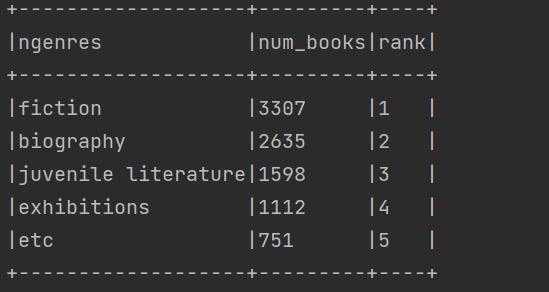 +-------------------+---------+----+
|ngenres            |num_books|rank|
+-------------------+---------+----+
|fiction            |3307     |1   |
|biography          |2635     |2   |
|juvenile literature|1598     |3   |
|exhibitions        |1112     |4   |
|etc                |751      |5   |
+-------------------+---------+----+